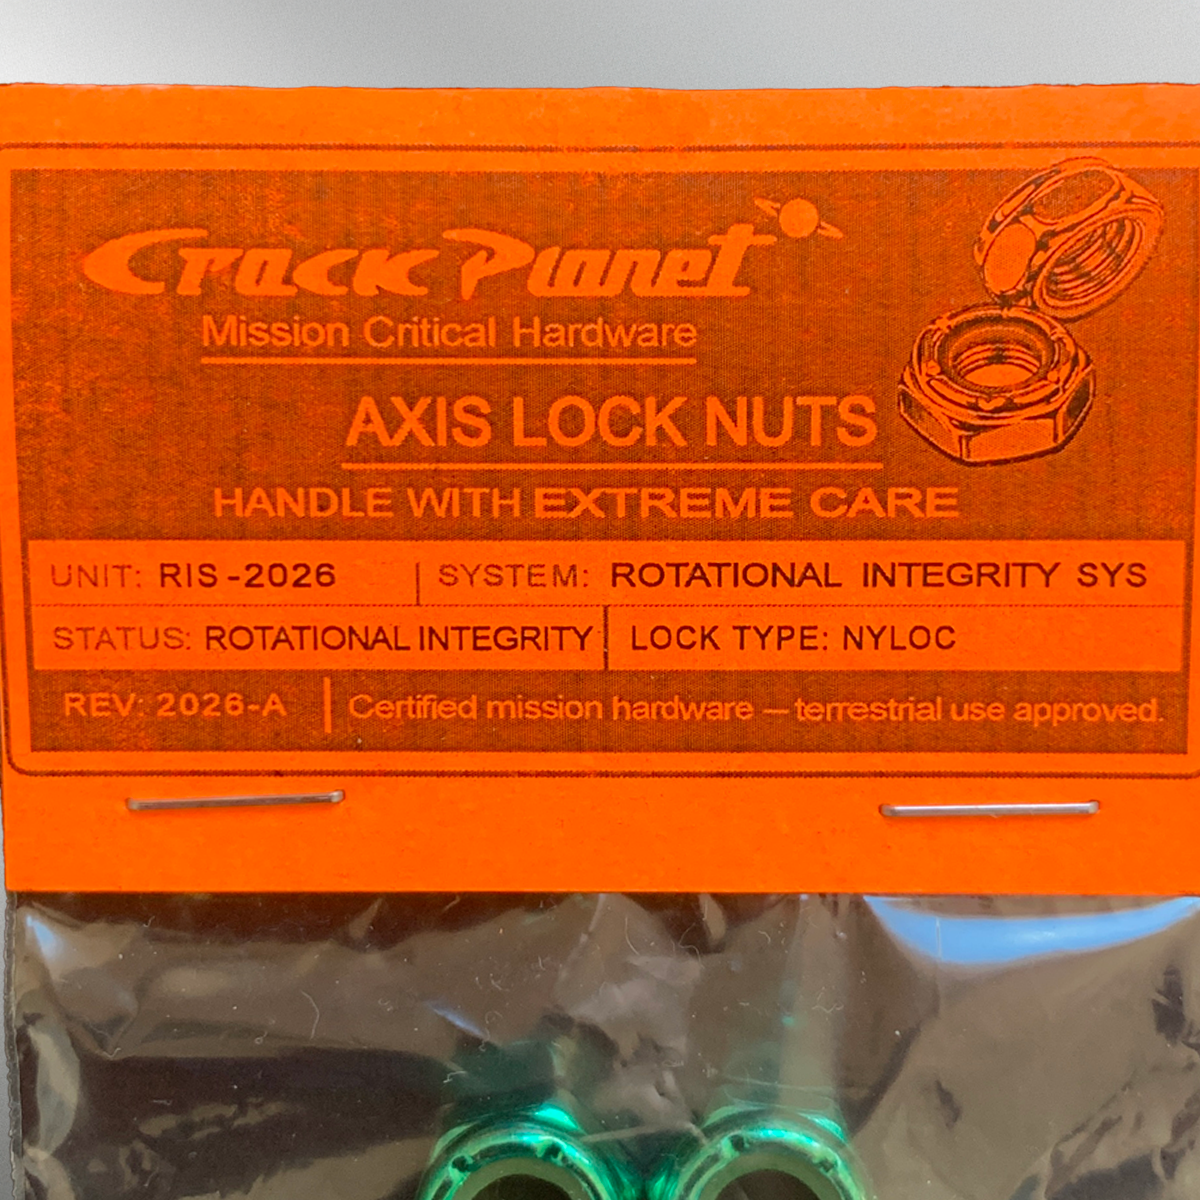 Crack Planet
Mission Critical Hardware
AXIS LOCK NUTS
HANDLE WITH EXTREME CARE
UNIT: RIS-2026 | SYSTEM: ROTATIONAL INTEGRITY SYS
STATUS: ROTATIONAL INTEGRITY | LOCK TYPE: NYLOC
REV: 2026-A | Certified mission hardware – terrestrial use approved.